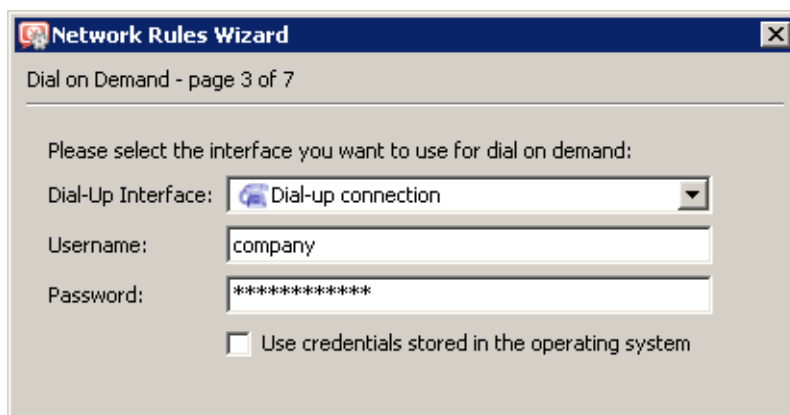 Network Rules Wizard
Dial on Demand - page 3 of 7
Please select the interface you want to use for dial on demand:
Dial-Up Interface: Dial-up connection
Username: company
Password: ************
Use credentials stored in the operating system